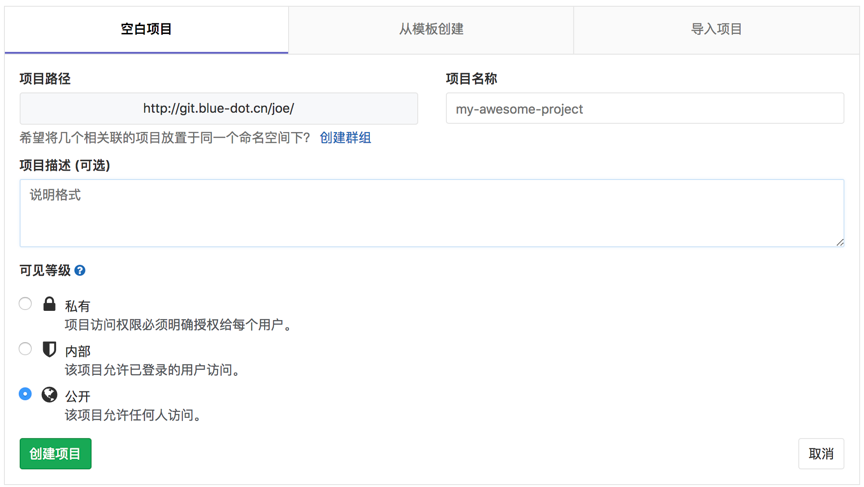 空白项目 从模板创建 导入项目
项目路径 项目名称
http://git.blue-dot.cn/joe/ my-awesome-project
希望将几个相关联的项目放置于同一个命名空间下? 创建群组
项目描述 (可选)
说明格式
可见等级 ?
私有
项目访问权限必须明确授权给每个用户。
内部
该项目允许已登录的用户访问。
公开
该项目允许任何人访问。
创建项目 取消